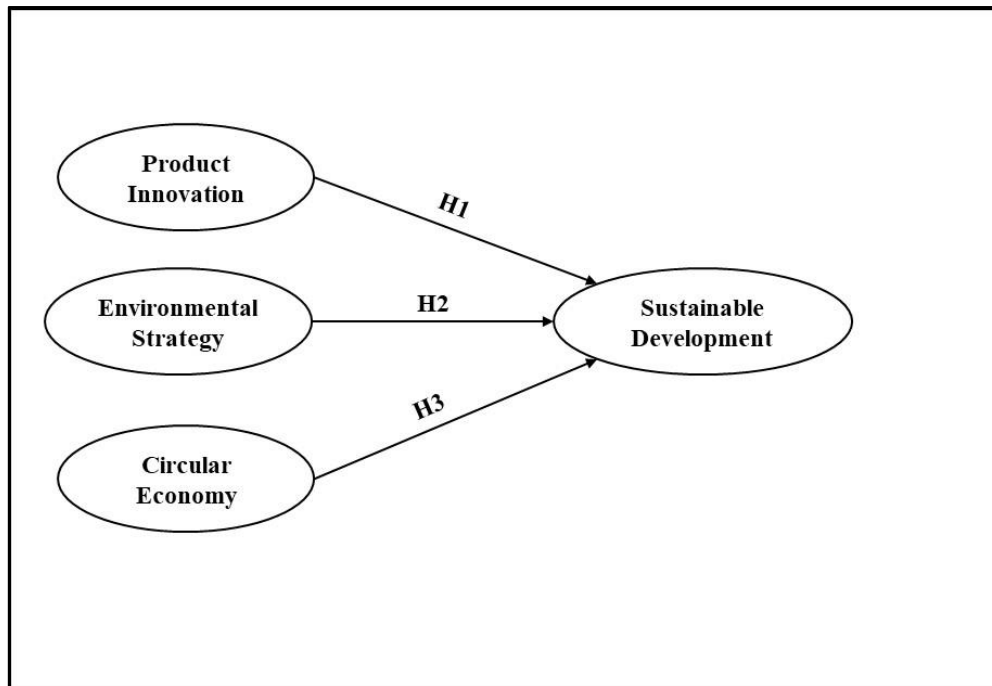 Product
Innovation
H1
Environmental
Strategy
H2
Sustainable
Development
H3
Circular
Economy